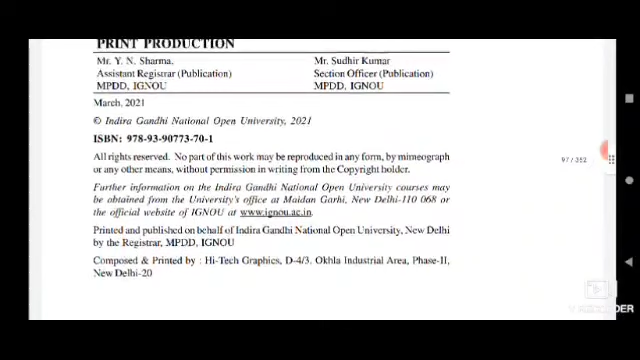 PRINT PRODUCTION
Mr. Y. N. Sharma, Mr. Sudhir Kumar
Assistant Registrar (Publication) Section Officer (Publication)
MPDD, IGNOU MPDD, IGNOU
March, 2021
© Indira Gandhi National Open University, 2021
ISBN: 978-93-90773-70-1
All rights reserved. No part of this work may be reproduced in any form, by mimeograph
or any other means, without permission in writing from the Copyright holder.
97 / 352
Further information on the Indira Gandhi National Open University courses may
be obtained from the University's office at Maidan Garhi, New Delhi-110 068 or
the official website of IGNOU at www.ignou.ac.in.
Printed and published on behalf of Indira Gandhi National Open University, New Delhi
by the Registrar, MPDD, IGNOU
Composed & Printed by : Hi-Tech Graphics, D-4/3, Okhla Industrial Area, Phase-II,
New Delhi-20